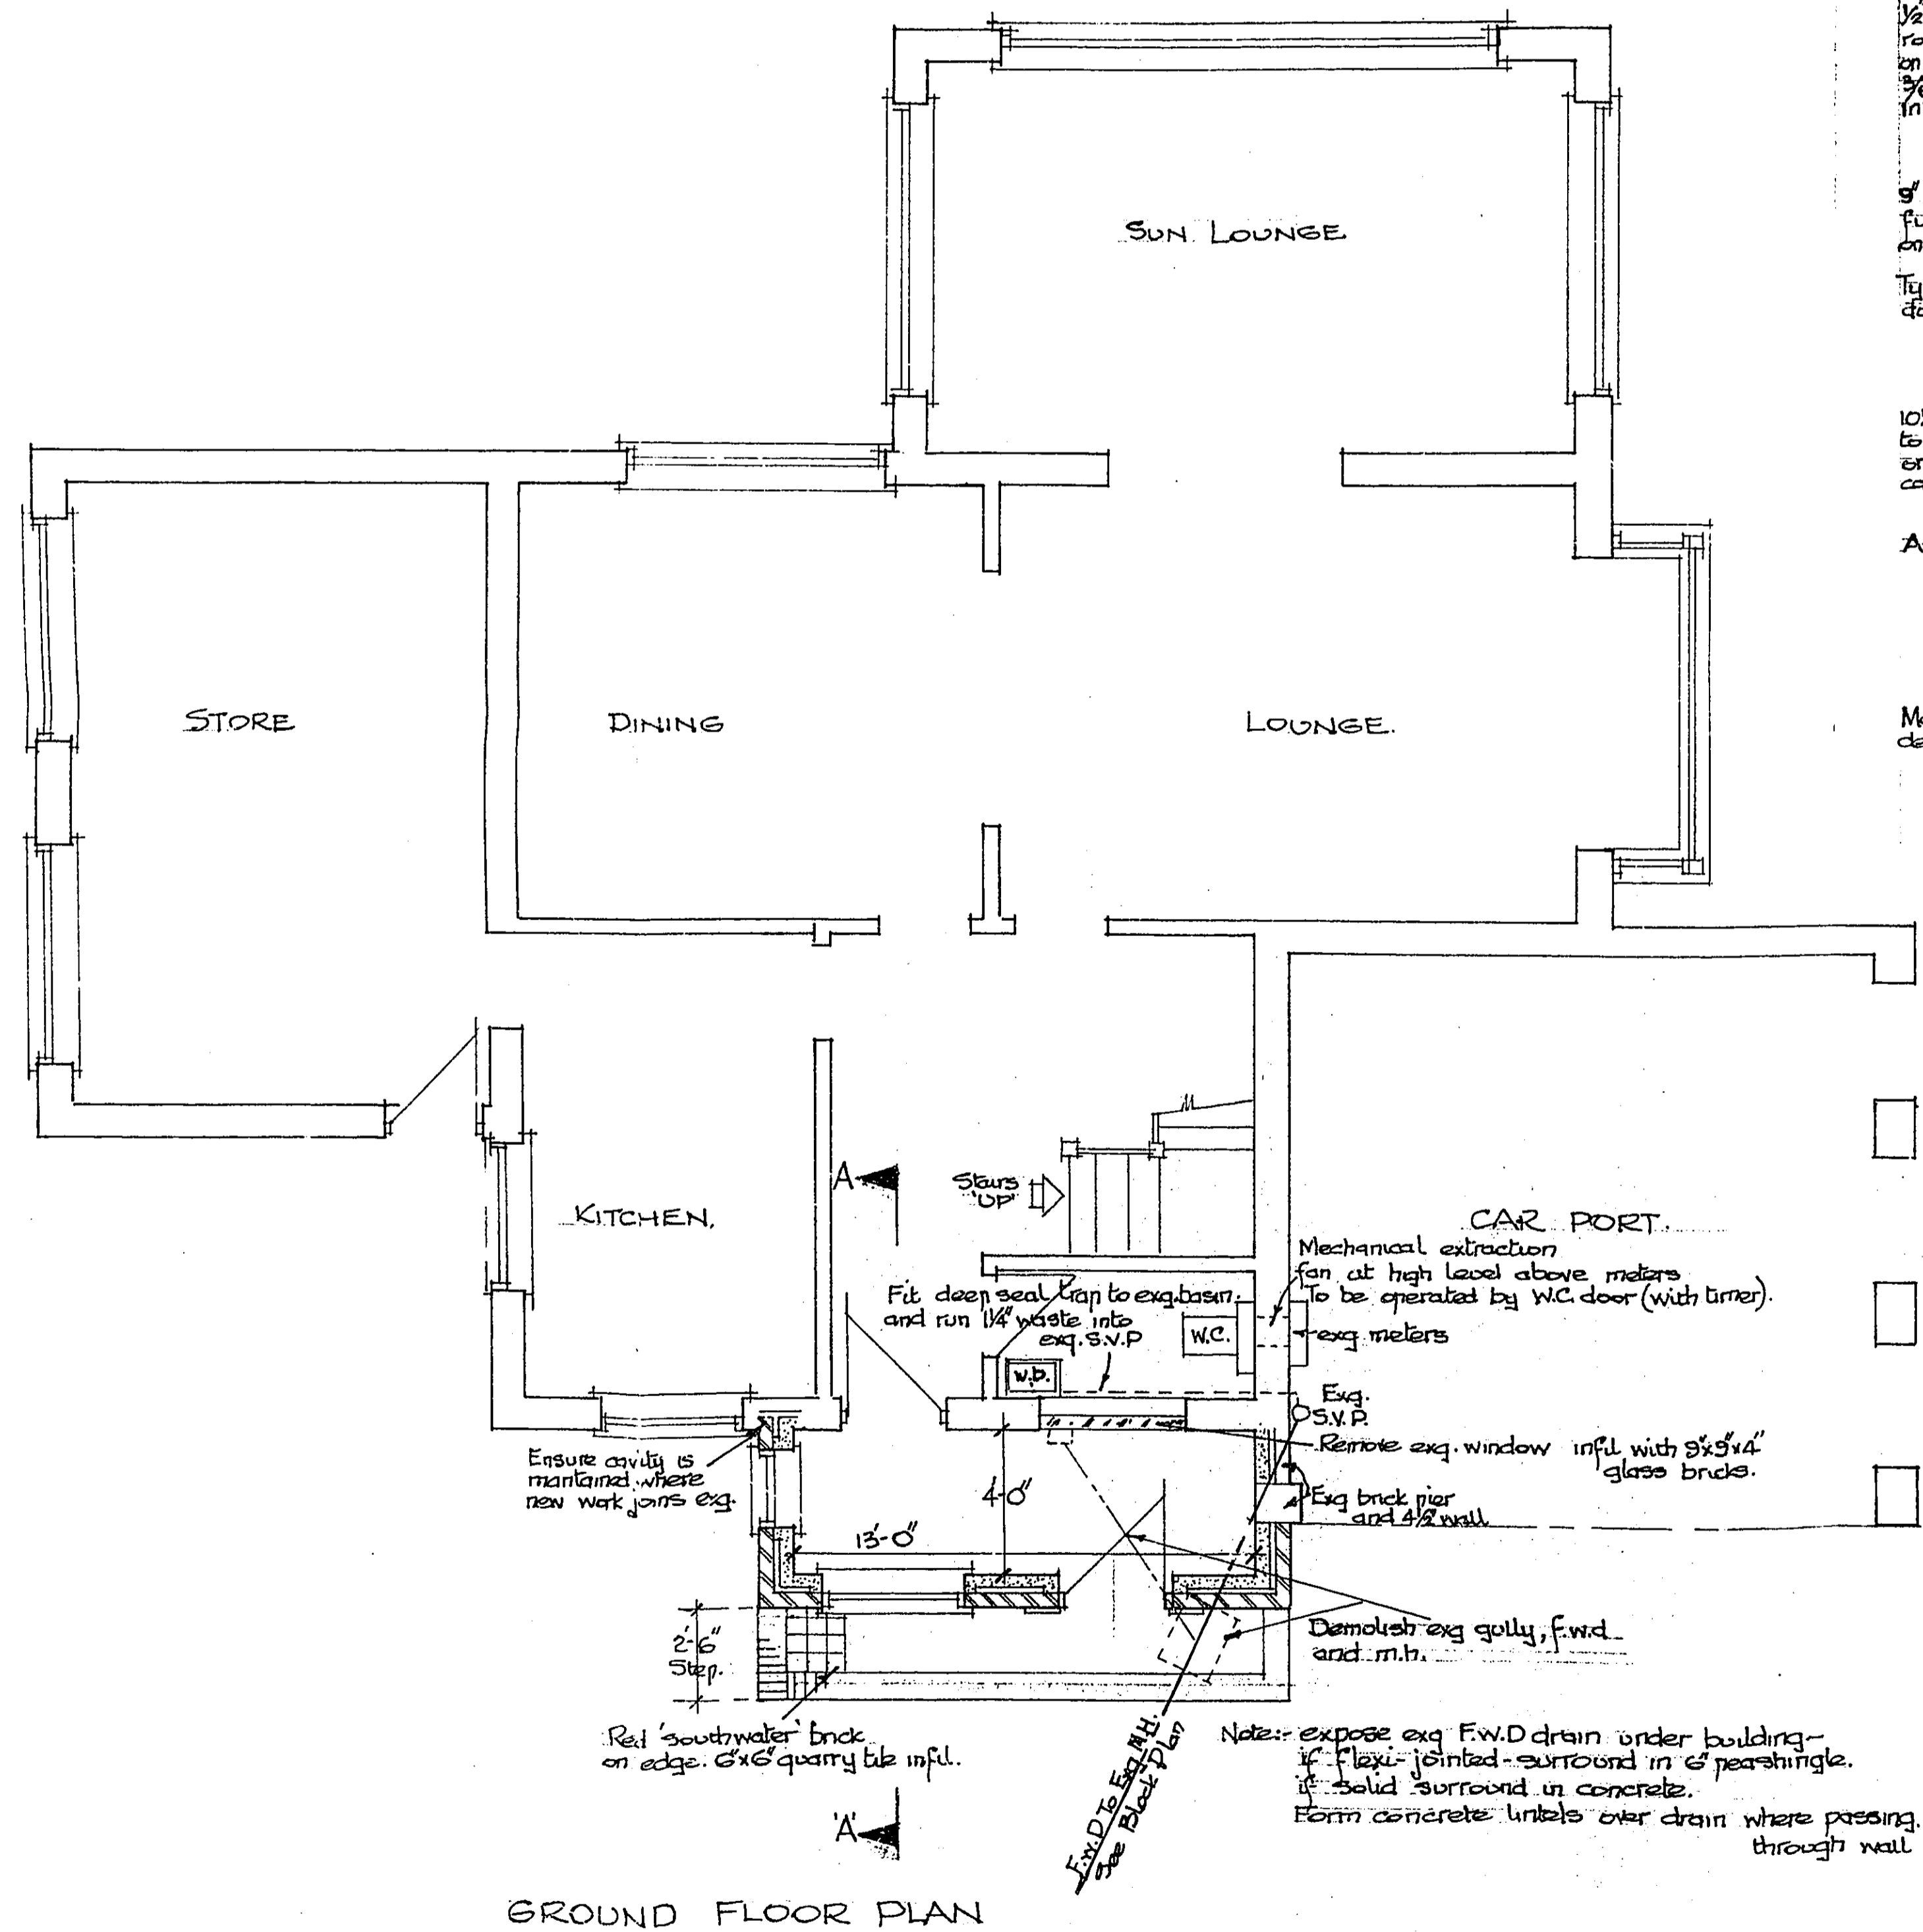 ½"
SUN LOUNGE
9"
STORE
DINING
LOUNGE.
KITCHEN.
A
Stairs
'UP'
CAR PORT.
Mechanical extraction
fan at high level above meters
To be operated by W.C. door (with timer).
exg meters
Fit deep seal trap to exg. basin.
and run 1¼" waste into
exg. S.V.P
W.C.
W.B.
Exg.
S.V.P.
Remove exg. window infil with 9"x9"x4"
glass bricks.
Exg brick pier
and 4½" wall
Ensure cavity is
mantained where
new work joins exg.
4'-0"
13'-0"
2'-6"
Step.
Demolish exg gully, f.w.d
and m.h.
Red 'southwater' brick
on edge. 6"x6" quarry tile infil.
F.W.D To Exg M.H.
See Block Plan
Note:- expose exg F.W.D drain under building-
if flexi-jointed-surround in 6" peashingle.
if solid surround in concrete.
Form concrete lintels over drain where passing.
through wall
'A'
GROUND FLOOR PLAN